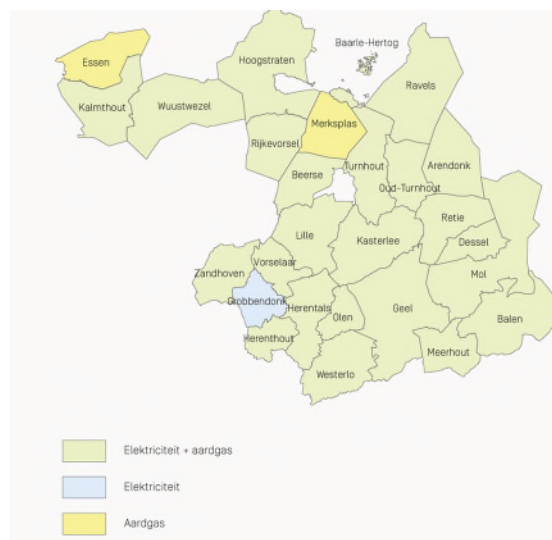 Baarle-Hertog
Essen
Hoogstraten
Ravels
Kalmthout
Wuustwezel
Merksplas
Rijkevorsel
Turnhout
Arendonk
Beerse
Oud-Turnhout
Retie
Lille
Kasterlee
Dessel
Vorselaar
Zandhoven
Mol
Grobbendonk
Herentals
Geel
Olen
Balen
Herenthout
Meerhout
Westerlo
Elektriciteit + aardgas
Elektriciteit
Aardgas